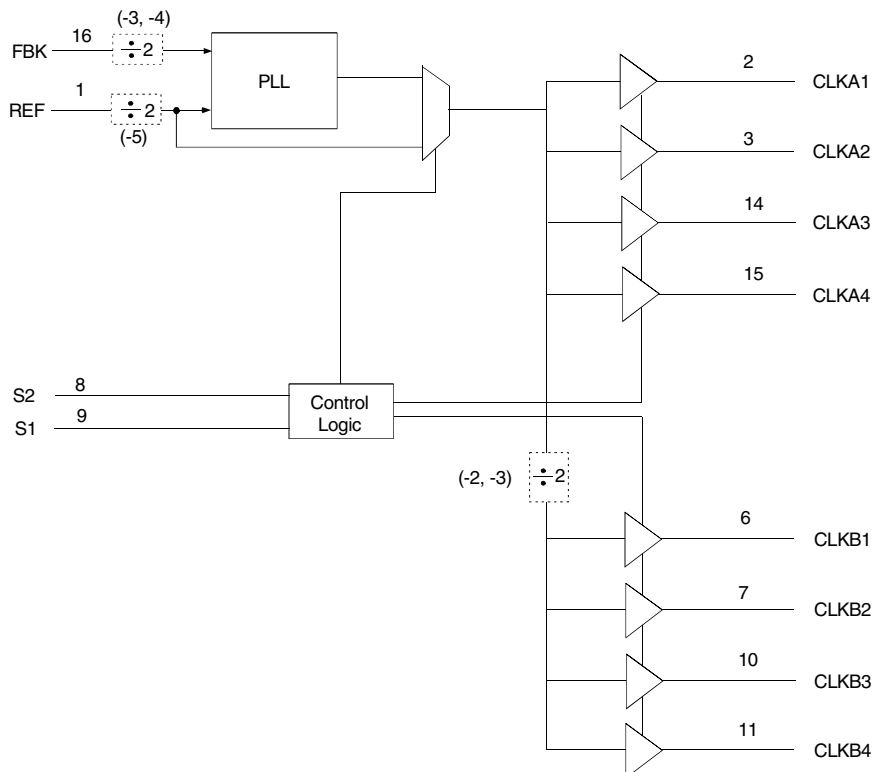 (-3, -4)
FBK 16 ÷2
PLL
REF 1 ÷2
(-5)
2 CLKA1
3 CLKA2
14 CLKA3
15 CLKA4
S2 8
S1 9
Control
Logic
(-2, -3) ÷2
6 CLKB1
7 CLKB2
10 CLKB3
11 CLKB4